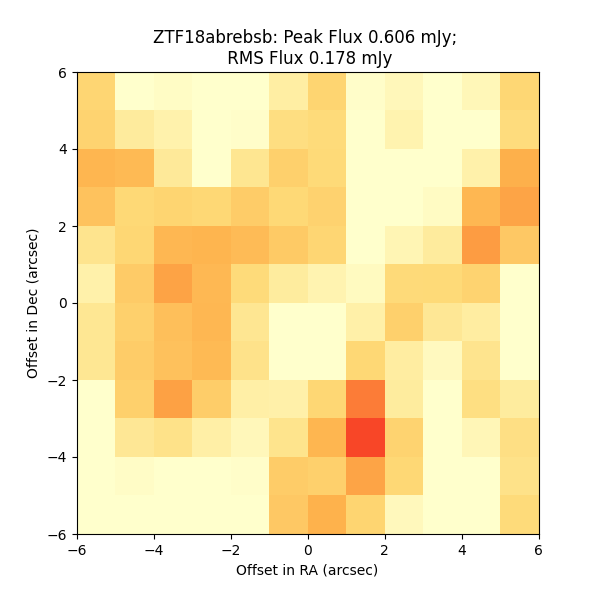 ZTF18abrebsb: Peak Flux 0.606 mJy;
RMS Flux 0.178 mJy
6
4
2
0
−2
−4
−6
Offset in Dec (arcsec)
−6 −4 −2 0 2 4 6
Offset in RA (arcsec)